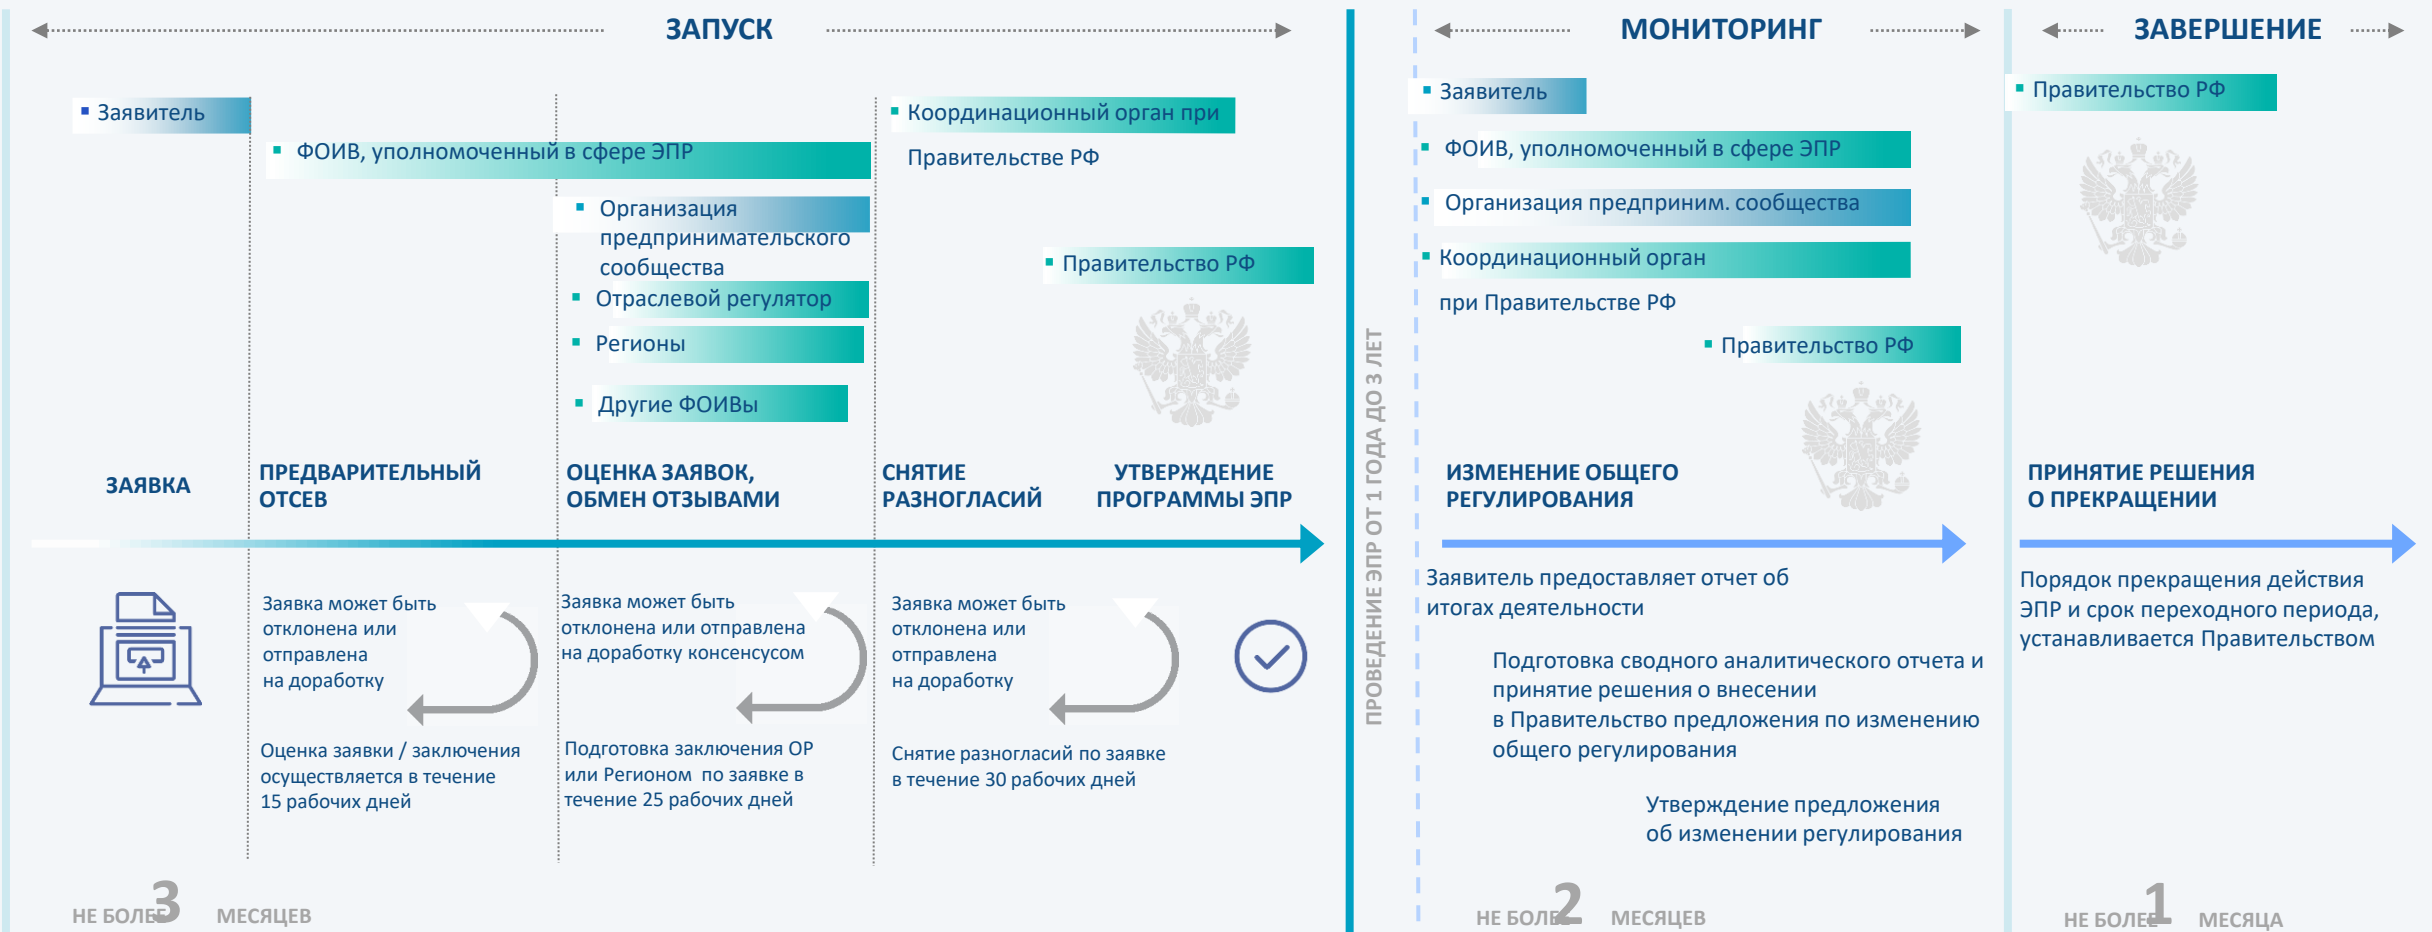 ЗАПУСК
Заявитель
ФОИВ, уполномоченный в сфере ЭПР
Организация
предпринимательского
сообщества
Отраслевой регулятор
Регионы
Другие ФОИВы
Координационный орган при
Правительстве РФ
Правительство РФ
ЗАЯВКА
ПРЕДВАРИТЕЛЬНЫЙ
ОТСЕВ
ОЦЕНКА ЗАЯВОК,
ОБМЕН ОТЗЫВАМИ
СНЯТИЕ
РАЗНОГЛАСИЙ
УТВЕРЖДЕНИЕ
ПРОГРАММЫ ЭПР
Заявка может быть
отклонена или
отправлена
на доработку
Оценка заявки / заключения
осуществляется в течение
15 рабочих дней
Заявка может быть
отклонена или отправлена
на доработку консенсусом
Подготовка заключения ОР
или Регионом по заявке в
течение 25 рабочих дней
Заявка может быть
отклонена или
отправлена
на доработку
Снятие разногласий по заявке
в течение 30 рабочих дней
НЕ БОЛЕЕ 3 МЕСЯЦЕВ
ПРОВЕДЕНИЕ ЭПР ОТ 1 ГОДА ДО 3 ЛЕТ
МОНИТОРИНГ
Заявитель
ФОИВ, уполномоченный в сфере ЭПР
Организация предприним. сообщества
Координационный орган
при Правительстве РФ
Правительство РФ
ИЗМЕНЕНИЕ ОБЩЕГО
РЕГУЛИРОВАНИЯ
Заявитель предоставляет отчет об
итогах деятельности
Подготовка сводного аналитического отчета и
принятие решения о внесении
в Правительство предложения по изменению
общего регулирования
Утверждение предложения
об изменении регулирования
НЕ БОЛЕЕ 2 МЕСЯЦЕВ
ЗАВЕРШЕНИЕ
Правительство РФ
ПРИНЯТИЕ РЕШЕНИЯ
О ПРЕКРАЩЕНИИ
Порядок прекращения действия
ЭПР и срок переходного периода,
устанавливается Правительством
НЕ БОЛЕЕ 1 МЕСЯЦА